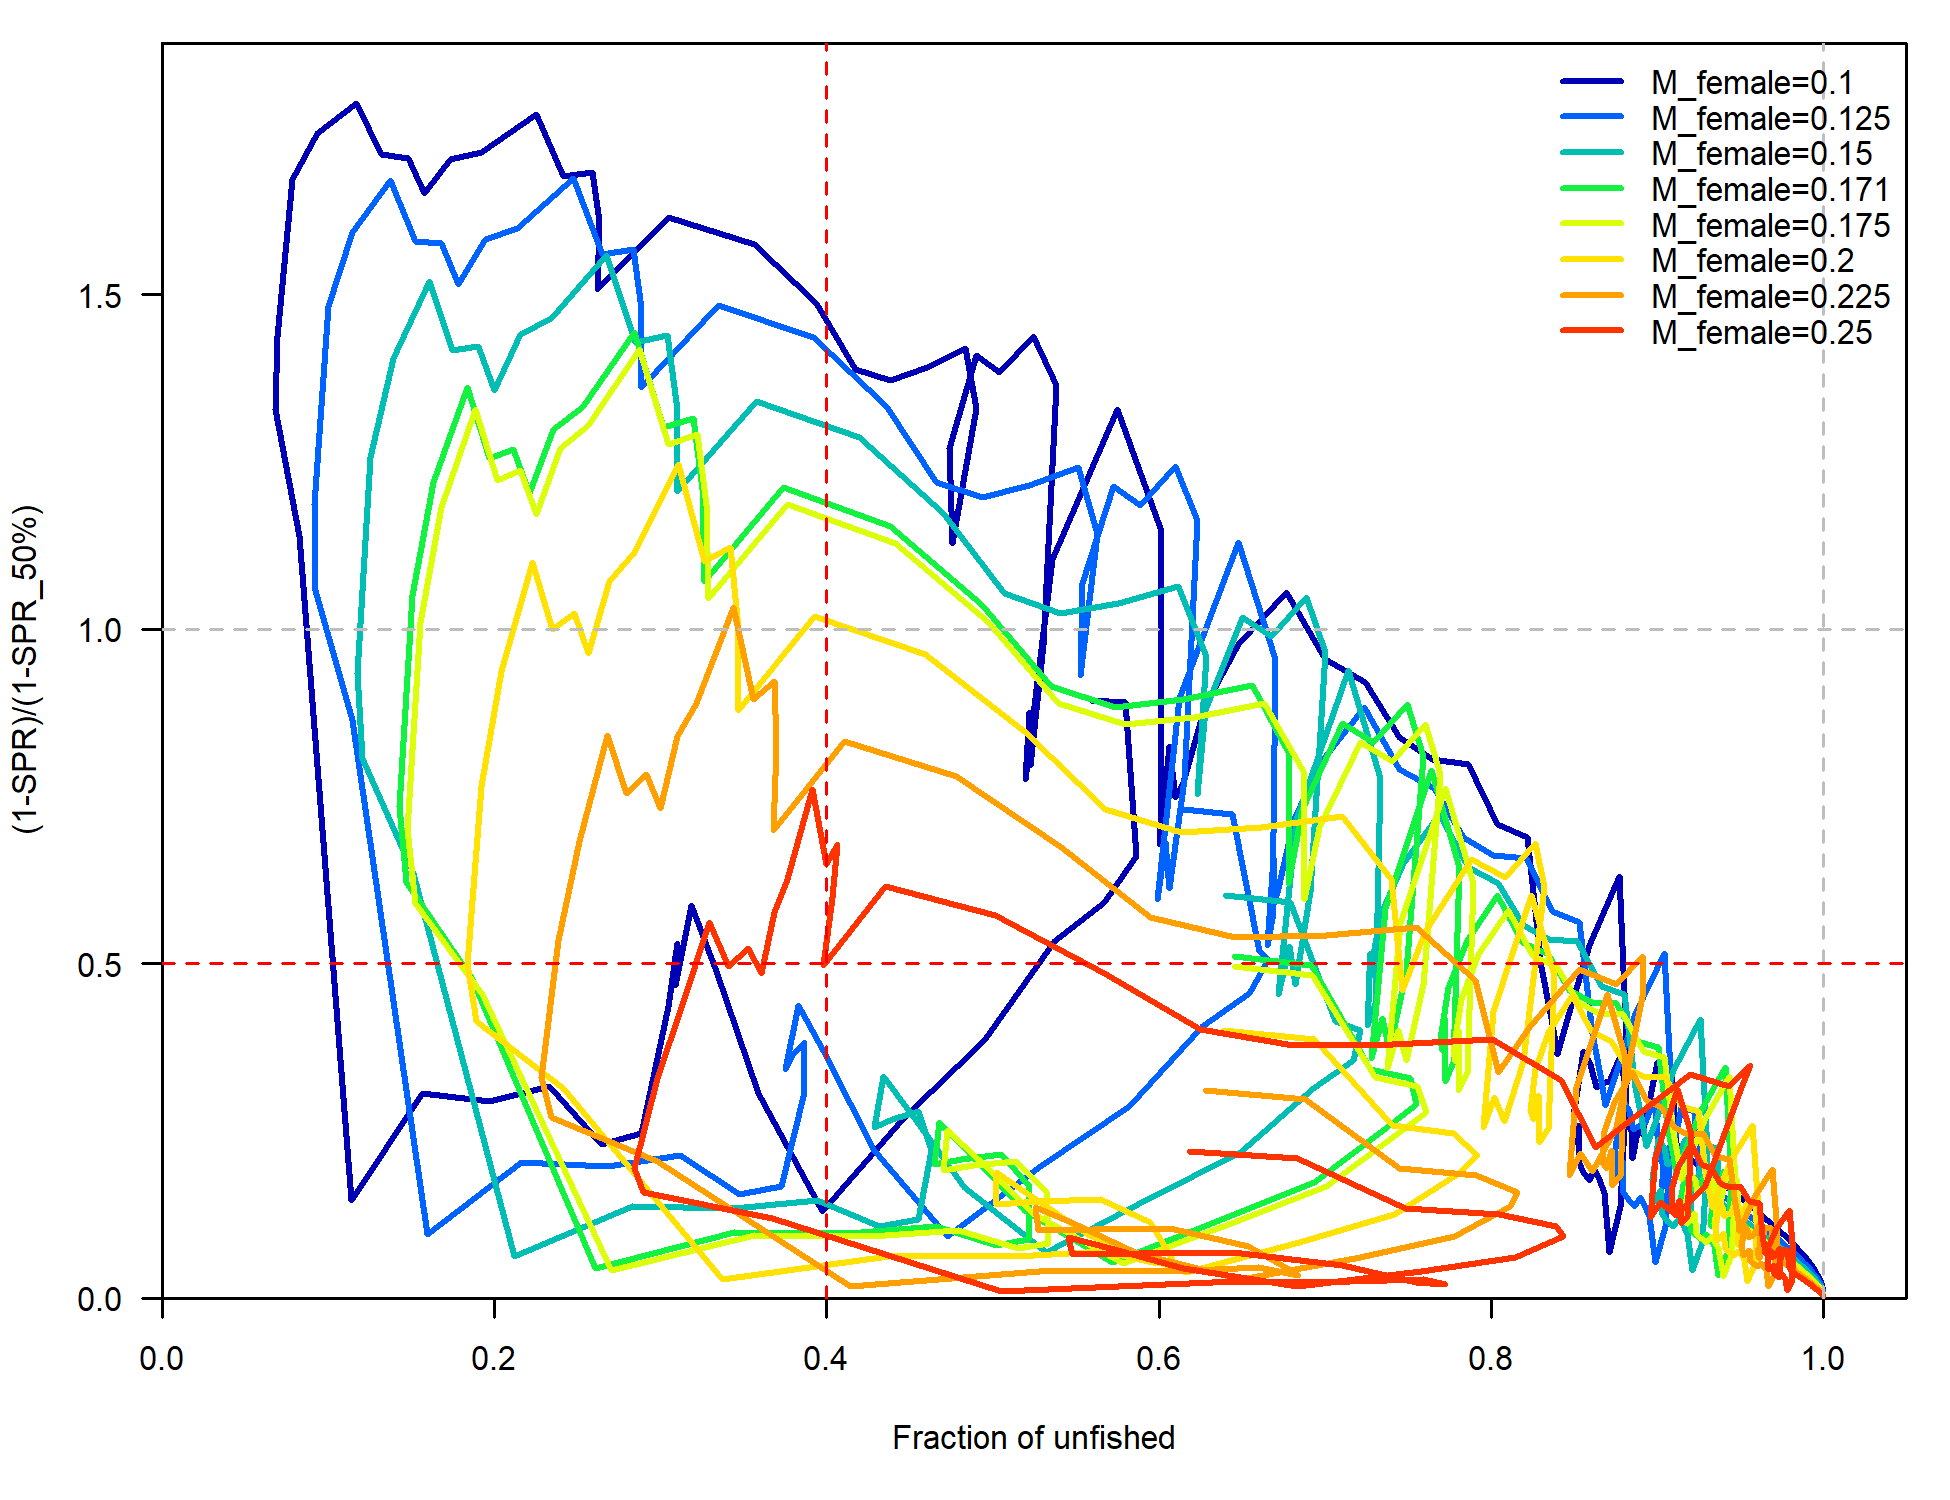 M_female=0.1
M_female=0.125
M_female=0.15
M_female=0.171
M_female=0.175
M_female=0.2
M_female=0.225
M_female=0.25
(1-SPR)/(1-SPR_50%)
1.5
1.0
0.5
0.0
0.0 0.2 0.4 0.6 0.8 1.0
Fraction of unfished